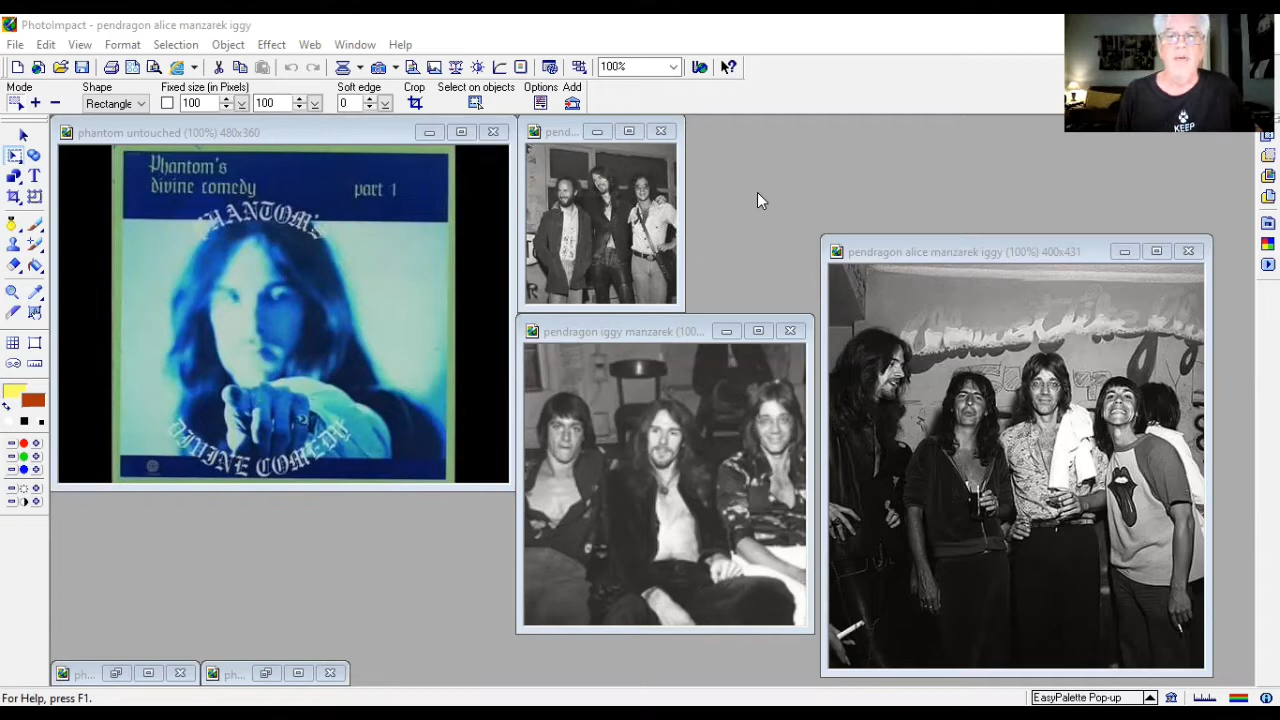 PhotoImpact - pendragon alice manzarek iggy
File Edit View Format Selection Object Effect Web Window Help
100%
Mode Shape Fixed size (in Pixels) Soft edge Crop Select on objects Options Add
Rectangle 100 100 0
phantom untouched (100%) 480x360
pend...
Phantom's
divine comedy part 1
PHANTOM'S
DIVINE COMEDY
pendragon alice manzarek iggy (100%) 400x431
pendragon iggy manzarek (100...
ph...
ph...
For Help, press F1.
EasyPalette Pop-up
KEEP